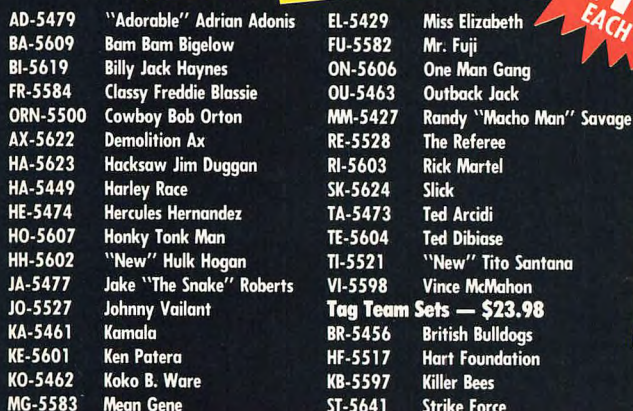 AD-5479 "Adorable" Adrian Adonis
BA-5609 Bam Bam Bigelow
BI-5619 Billy Jack Haynes
FR-5584 Classy Freddie Blassie
ORN-5500 Cowboy Bob Orton
AX-5622 Demolition Ax
HA-5623 Hacksaw Jim Duggan
HA-5449 Harley Race
HE-5474 Hercules Hernandez
HO-5607 Honky Tonk Man
HH-5602 "New" Hulk Hogan
JA-5477 Jake "The Snake" Roberts
JO-5527 Johnny Vailant
KA-5461 Kamala
KE-5601 Ken Patera
KO-5462 Koko B. Ware
MG-5583 Mean Gene
EL-5429 Miss Elizabeth
FU-5582 Mr. Fuji
ON-5606 One Man Gang
OU-5463 Outback Jack
MM-5427 Randy "Macho Man" Savage
RE-5528 The Referee
RI-5603 Rick Martel
SK-5624 Slick
TA-5473 Ted Arcidi
TE-5604 Ted Dibiase
TI-5521 "New" Tito Santana
VI-5598 Vince McMahon
Tag Team Sets — $23.98
BR-5456 British Bulldogs
HF-5517 Hart Foundation
KB-5597 Killer Bees
ST-5641 Strike Force
EACH